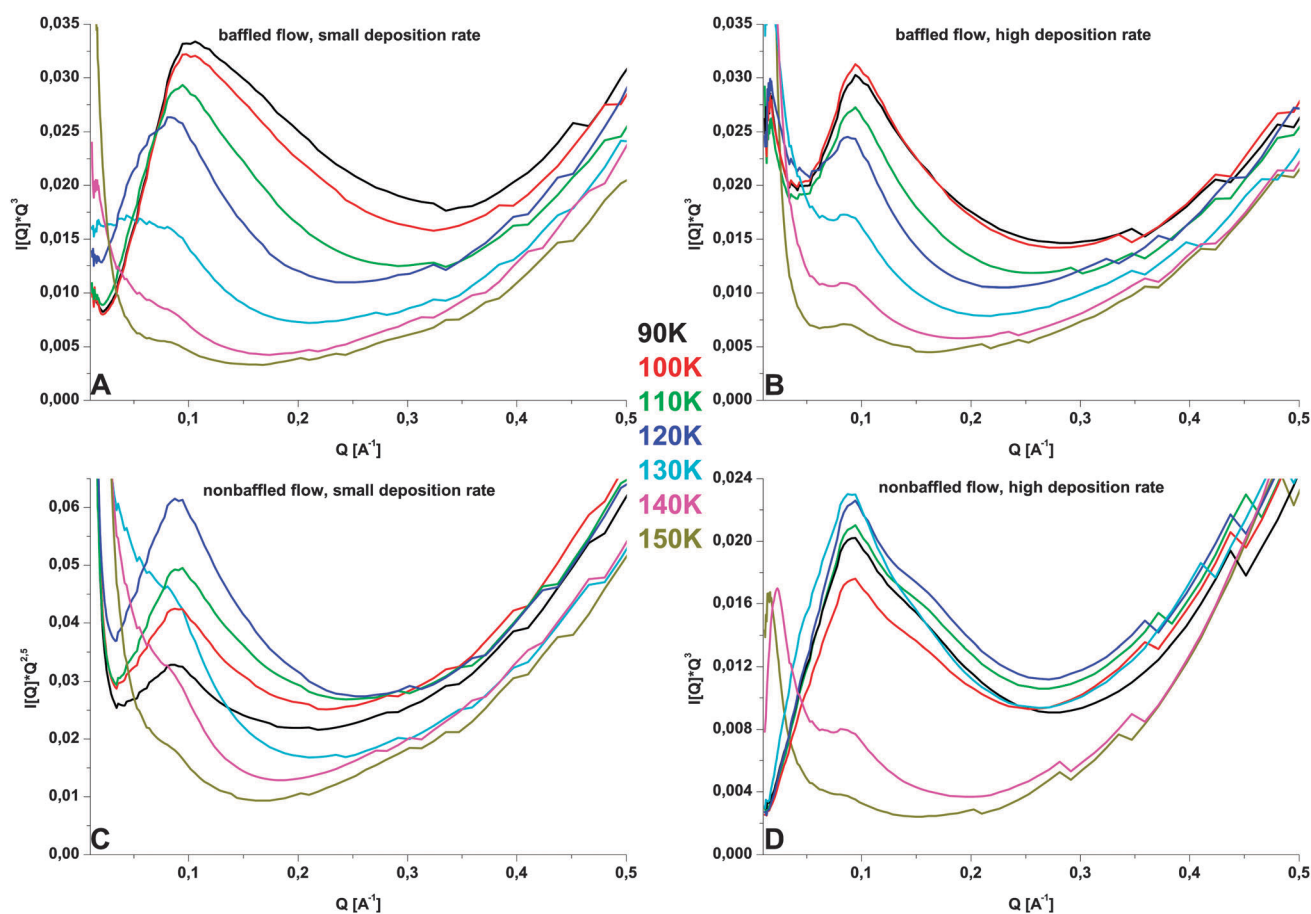 baffled flow, small deposition rate
0,035
0,030
0,025
0,020
0,015
0,010
0,005
0,000
I[Q]*Q³
A
0,1 0,2 0,3 0,4 0,5
Q [A⁻¹]
baffled flow, high deposition rate
0,035
0,030
0,025
0,020
0,015
0,010
0,005
0,000
I[Q]*Q³
B
0,1 0,2 0,3 0,4 0,5
Q [A⁻¹]
90K
100K
110K
120K
130K
140K
150K
nonbaffled flow, small deposition rate
0,06
0,05
0,04
0,03
0,02
0,01
0,00
I[Q]*Q²,⁵
C
0,1 0,2 0,3 0,4 0,5
Q [A⁻¹]
nonbaffled flow, high deposition rate
0,024
0,020
0,016
0,012
0,008
0,004
0,000
I[Q]*Q³
D
0,1 0,2 0,3 0,4 0,5
Q [A⁻¹]